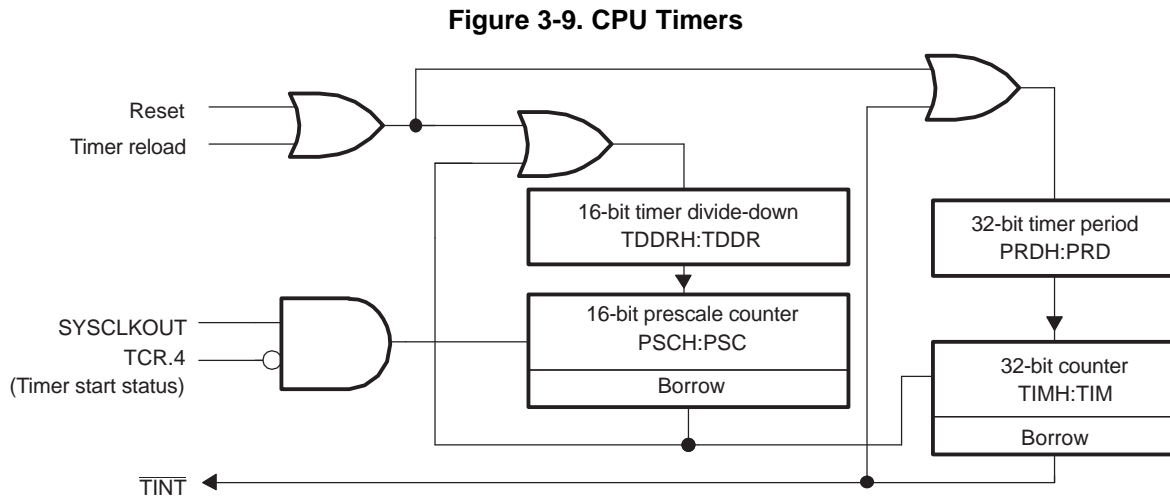 Figure 3-9. CPU Timers
Reset
Timer reload
16-bit timer divide-down
TDDRH:TDDR
32-bit timer period
PRDH:PRD
SYSCLKOUT
TCR.4
(Timer start status)
16-bit prescale counter
PSCH:PSC
Borrow
32-bit counter
TIMH:TIM
Borrow
TINT